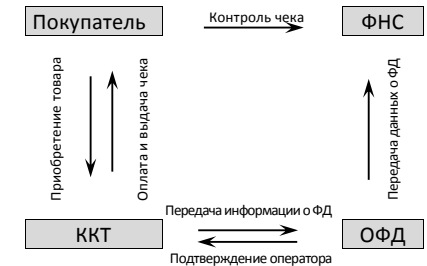 Покупатель
Контроль чека
ФНС
Приобретение товара
Оплата и выдача чека
Передача данных о ФД
Передача информации о ФД
ККТ
ОФД
Подтверждение оператора